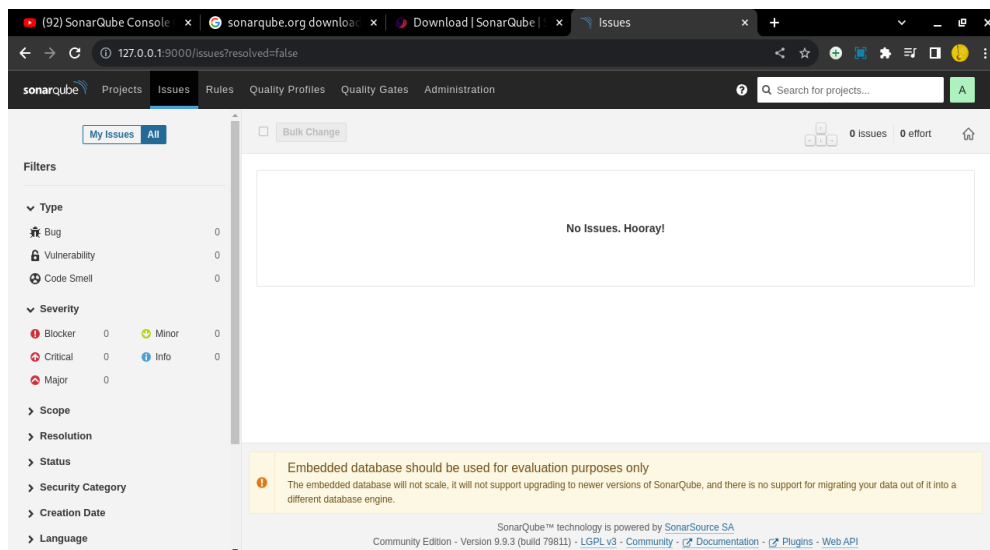 (92) SonarQube Console
sonarqube.org downloa
Download | SonarQube |
Issues
127.0.0.1:9000/issues?resolved=false
sonarqube Projects Issues Rules Quality Profiles Quality Gates Administration
Search for projects...
A
My Issues All
Bulk Change
0 issues 0 effort
Filters
Type
Bug 0
Vulnerability 0
Code Smell 0
Severity
Blocker 0 Minor 0
Critical 0 Info 0
Major 0
Scope
Resolution
Status
Security Category
Creation Date
Language
No Issues. Hooray!
Embedded database should be used for evaluation purposes only
The embedded database will not scale, it will not support upgrading to newer versions of SonarQube, and there is no support for migrating your data out of it into a
different database engine.
SonarQube™ technology is powered by SonarSource SA
Community Edition - Version 9.9.3 (build 79811) - LGPL v3 - Community - Documentation - Plugins - Web API